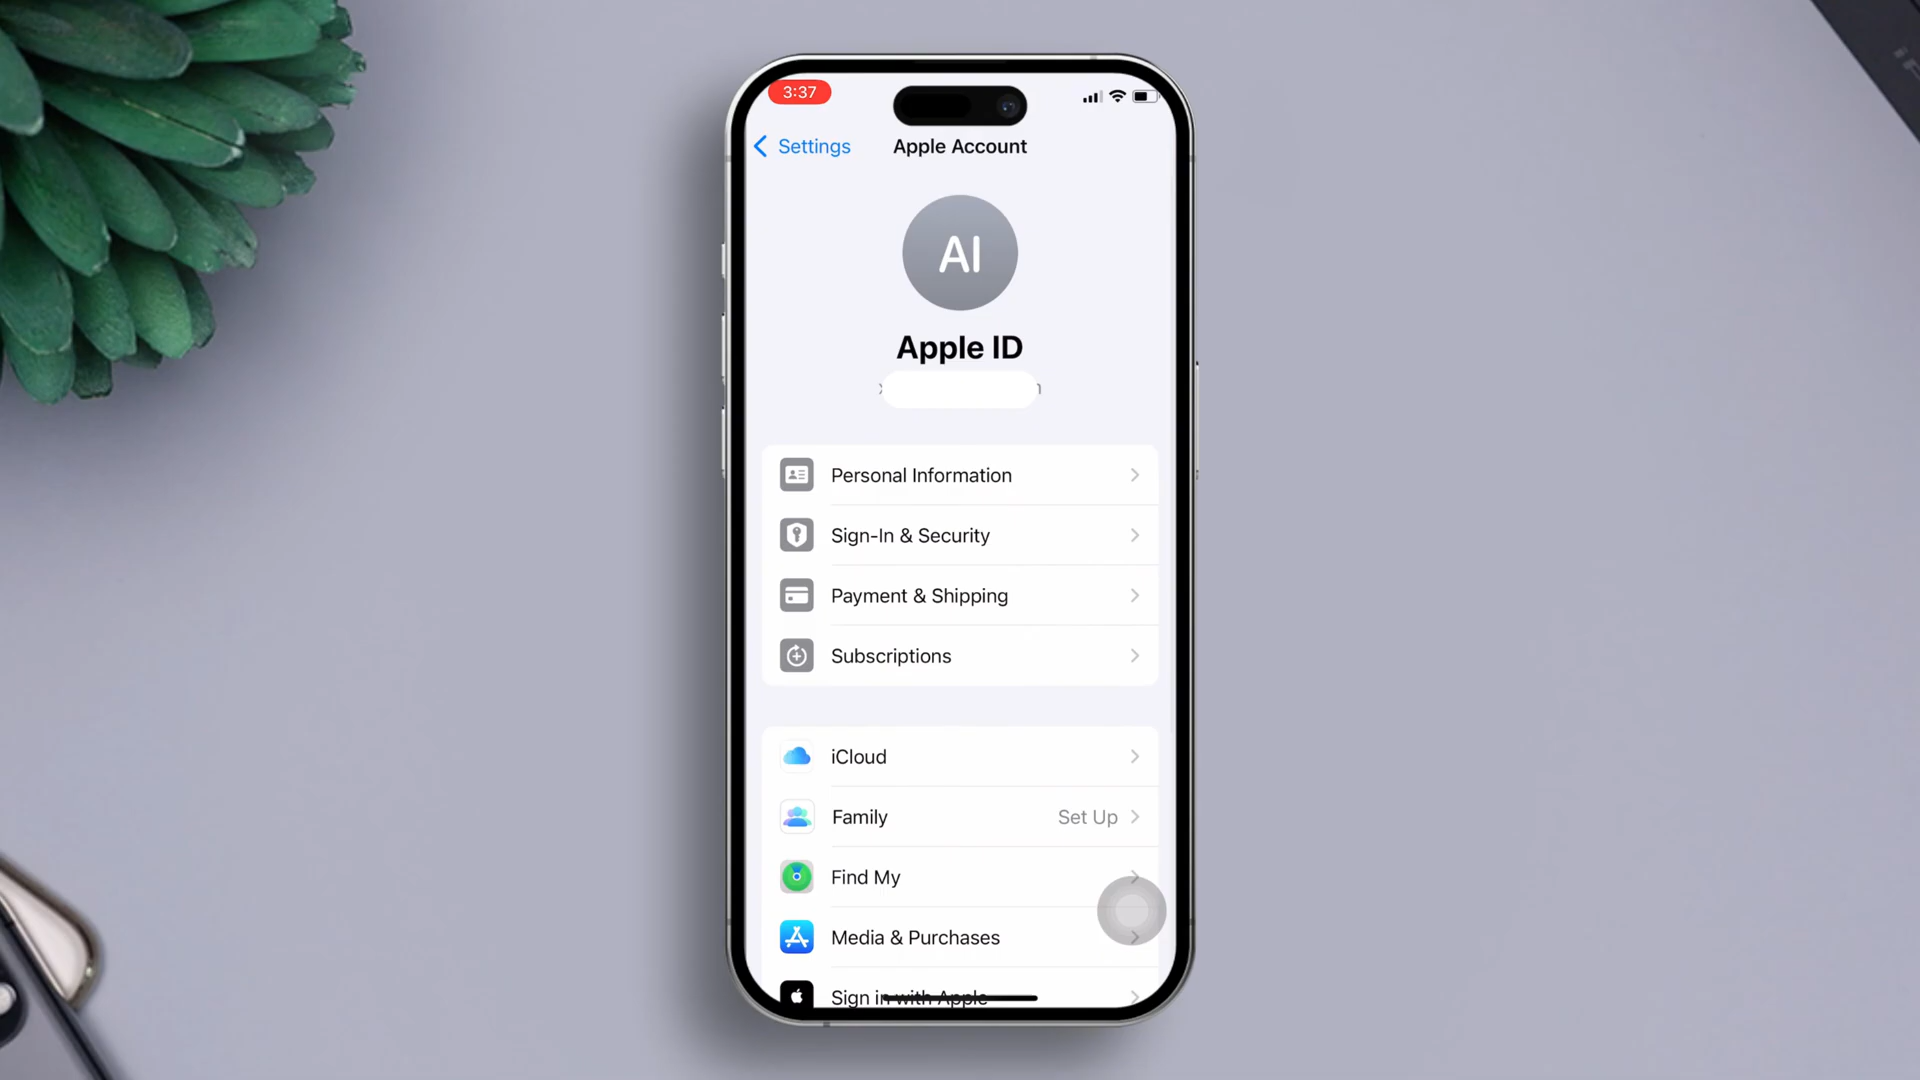 3:37
Settings
Apple Account
AI
Apple ID
Personal Information
Sign-In & Security
Payment & Shipping
Subscriptions
iCloud
Family
Set Up
Find My
Media & Purchases
Sign in with Apple